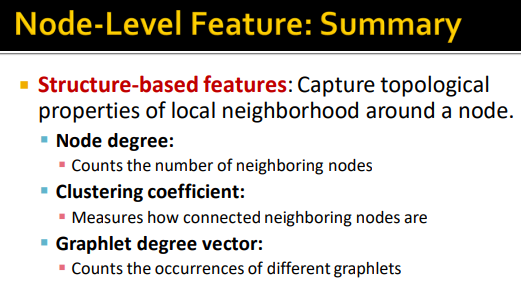 Node-Level Feature: Summary
Structure-based features: Capture topological
properties of local neighborhood around a node.
Node degree:
Counts the number of neighboring nodes
Clustering coefficient:
Measures how connected neighboring nodes are
Graphlet degree vector:
Counts the occurrences of different graphlets